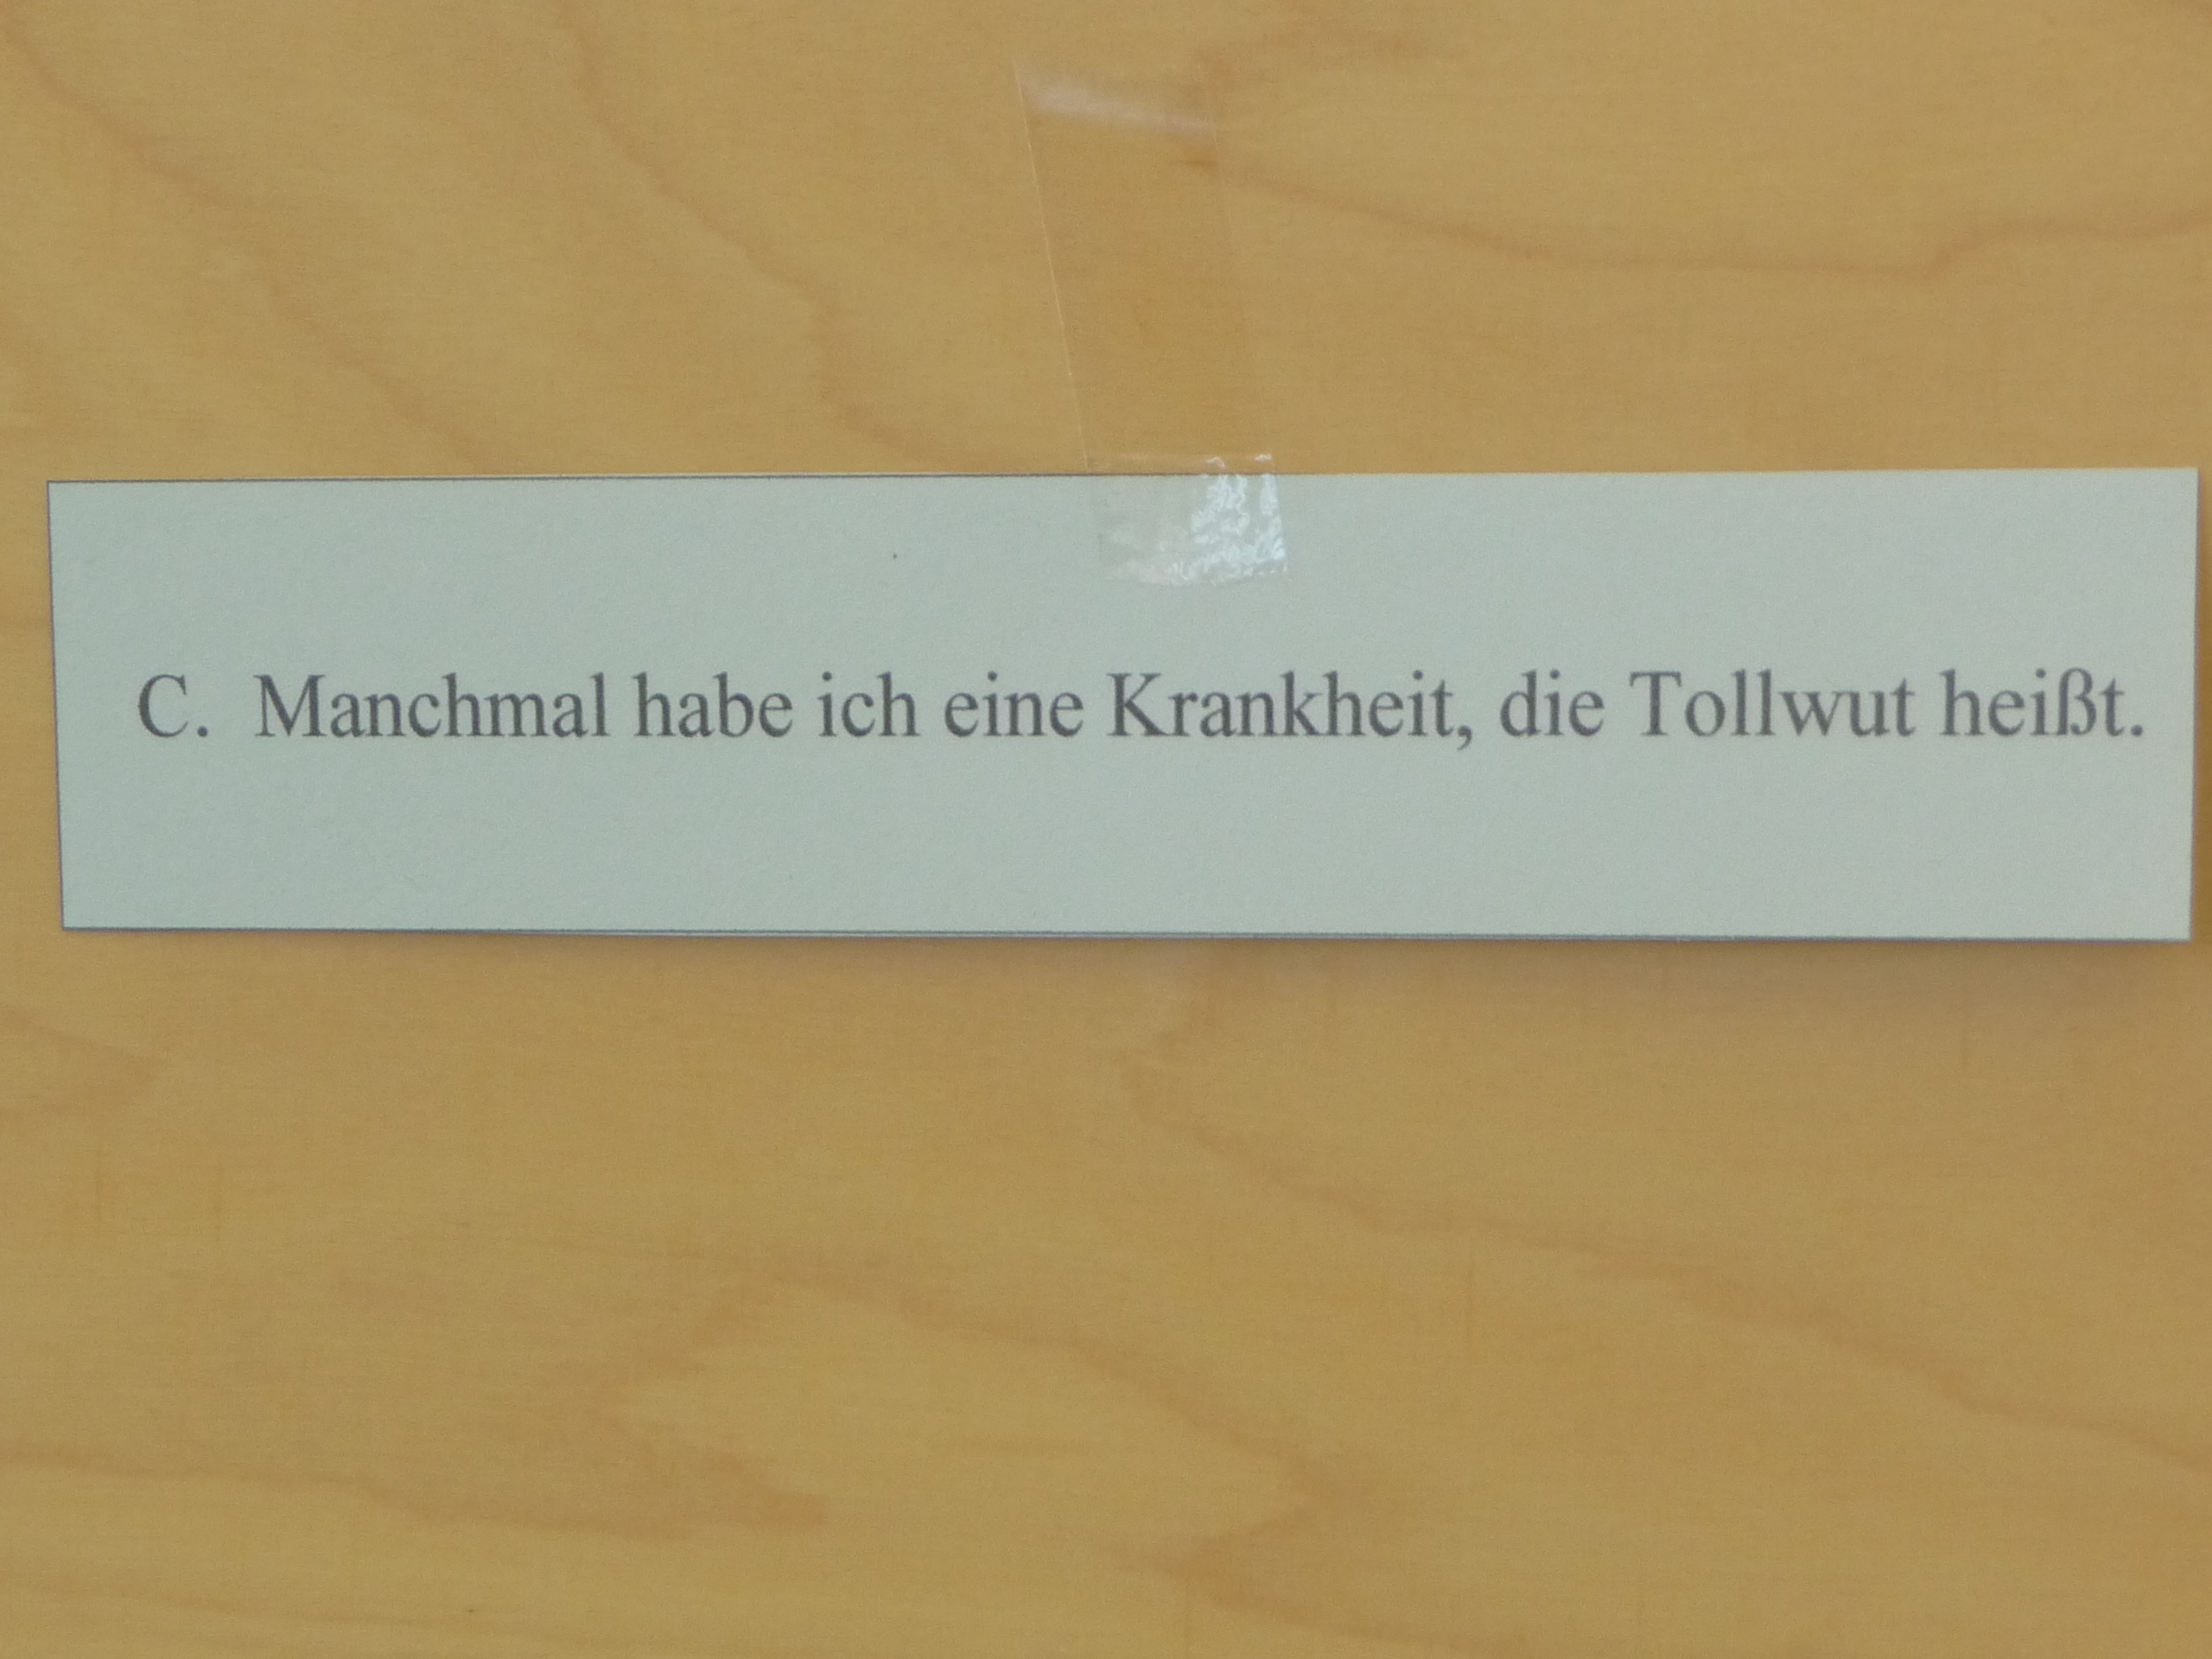 C. Manchmal habe ich eine Krankheit, die Tollwut heißt.